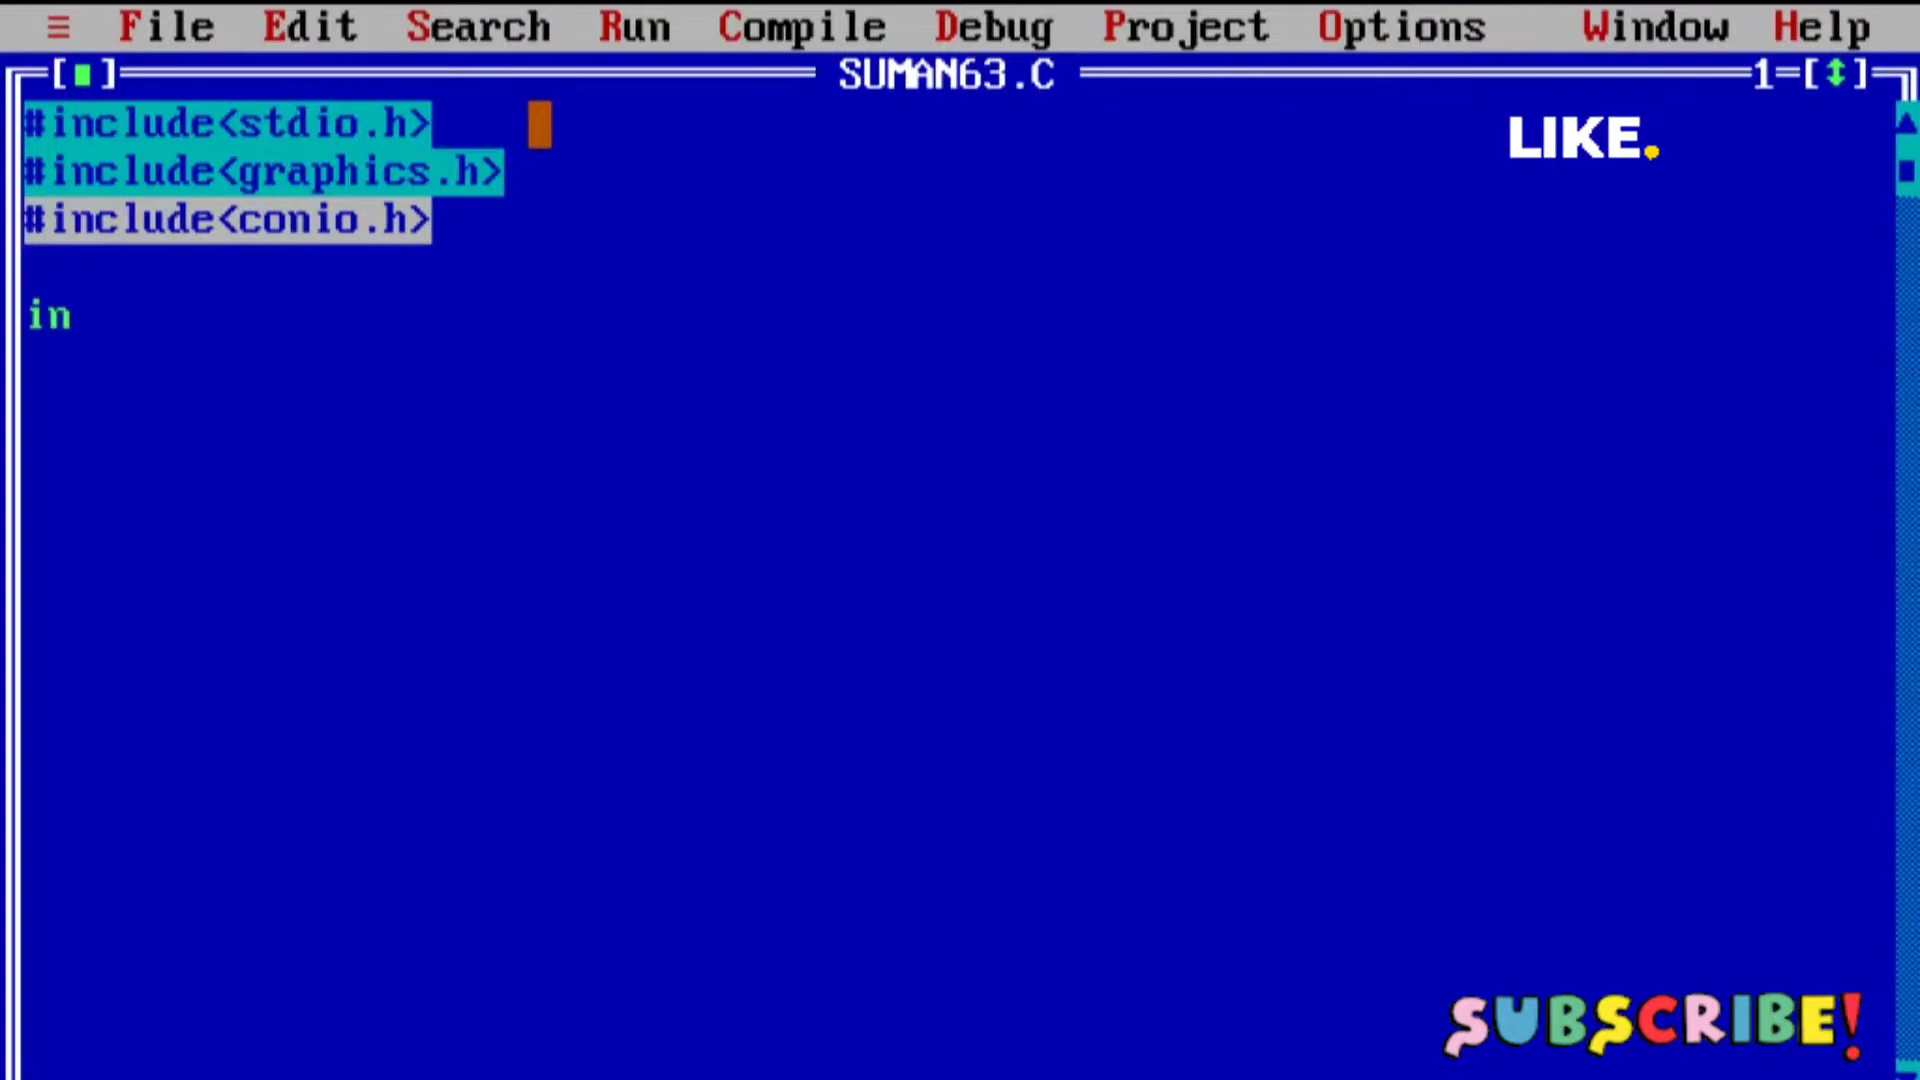 ≡ File Edit Search Run Compile Debug Project Options Window Help
[■] SUMAN63.C 1=[↕]
#include<stdio.h>
LIKE.
#include<graphics.h>
#include<conio.h>
in
SUBSCRIBE!